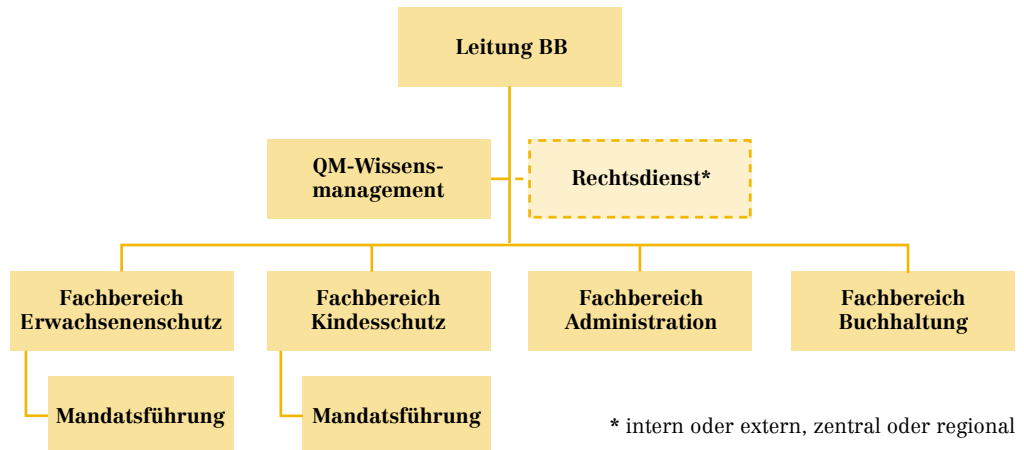 Leitung BB
QM-Wissens-
management
Rechtsdienst*
Fachbereich
Erwachsenenschutz
Fachbereich
Kindesschutz
Fachbereich
Administration
Fachbereich
Buchhaltung
Mandatsführung
Mandatsführung
* intern oder extern, zentral oder regional